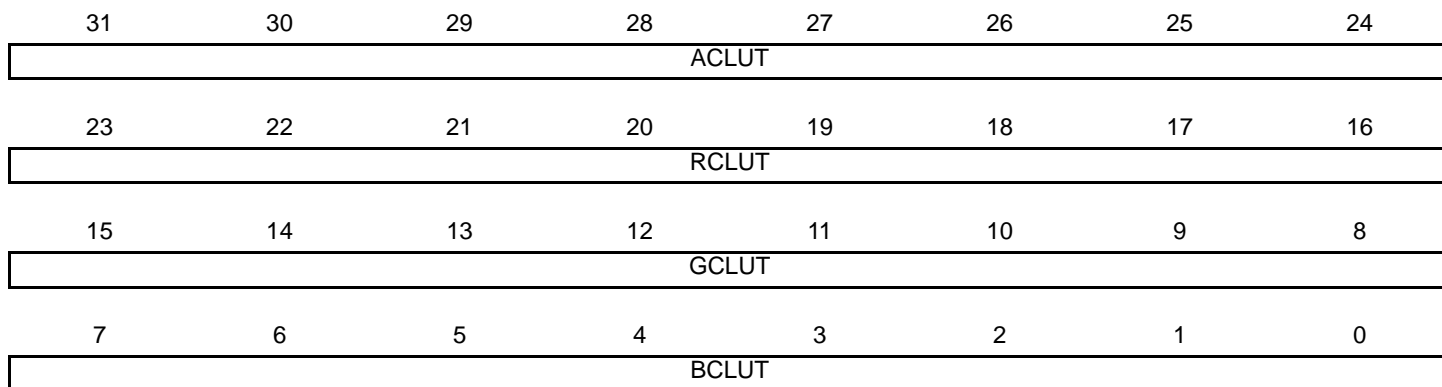 31 30 29 28 27 26 25 24
ACLUT
23 22 21 20 19 18 17 16
RCLUT
15 14 13 12 11 10 9 8
GCLUT
7 6 5 4 3 2 1 0
BCLUT